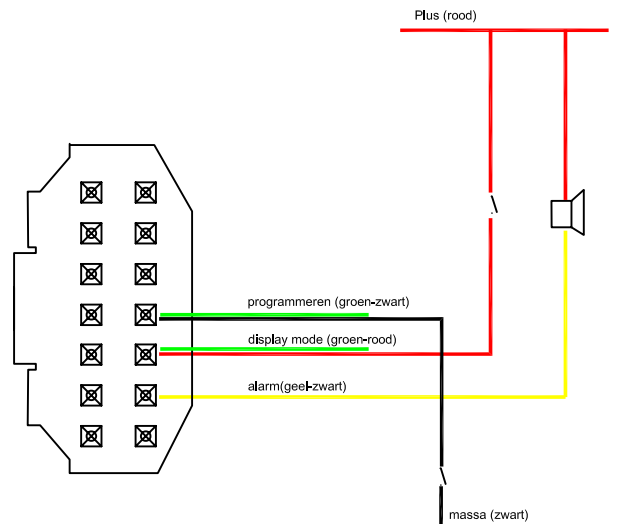 Plus (rood)
programmeren (groen-zwart)
display mode (groen-rood)
alarm(geel-zwart)
massa (zwart)